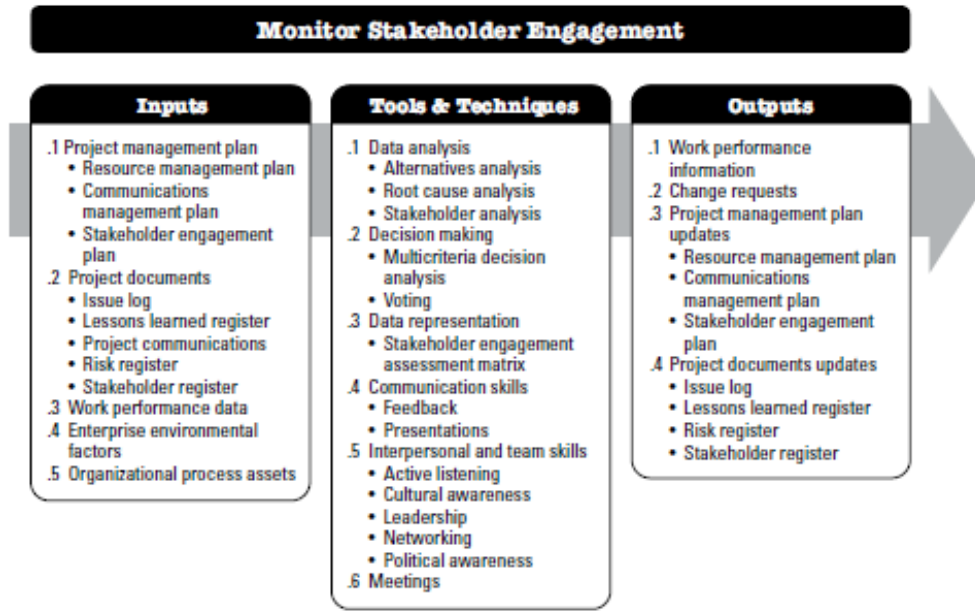 Monitor Stakeholder Engagement
Inputs
.1 Project management plan
• Resource management plan
• Communications
management plan
• Stakeholder engagement
plan
.2 Project documents
• Issue log
• Lessons learned register
• Project communications
• Risk register
• Stakeholder register
.3 Work performance data
.4 Enterprise environmental
factors
.5 Organizational process assets
Tools & Techniques
.1 Data analysis
• Alternatives analysis
• Root cause analysis
• Stakeholder analysis
.2 Decision making
• Multicriteria decision
analysis
• Voting
.3 Data representation
• Stakeholder engagement
assessment matrix
.4 Communication skills
• Feedback
• Presentations
.5 Interpersonal and team skills
• Active listening
• Cultural awareness
• Leadership
• Networking
• Political awareness
.6 Meetings
Outputs
.1 Work performance
information
.2 Change requests
.3 Project management plan
updates
• Resource management plan
• Communications
management plan
• Stakeholder engagement
plan
.4 Project documents updates
• Issue log
• Lessons learned register
• Risk register
• Stakeholder register